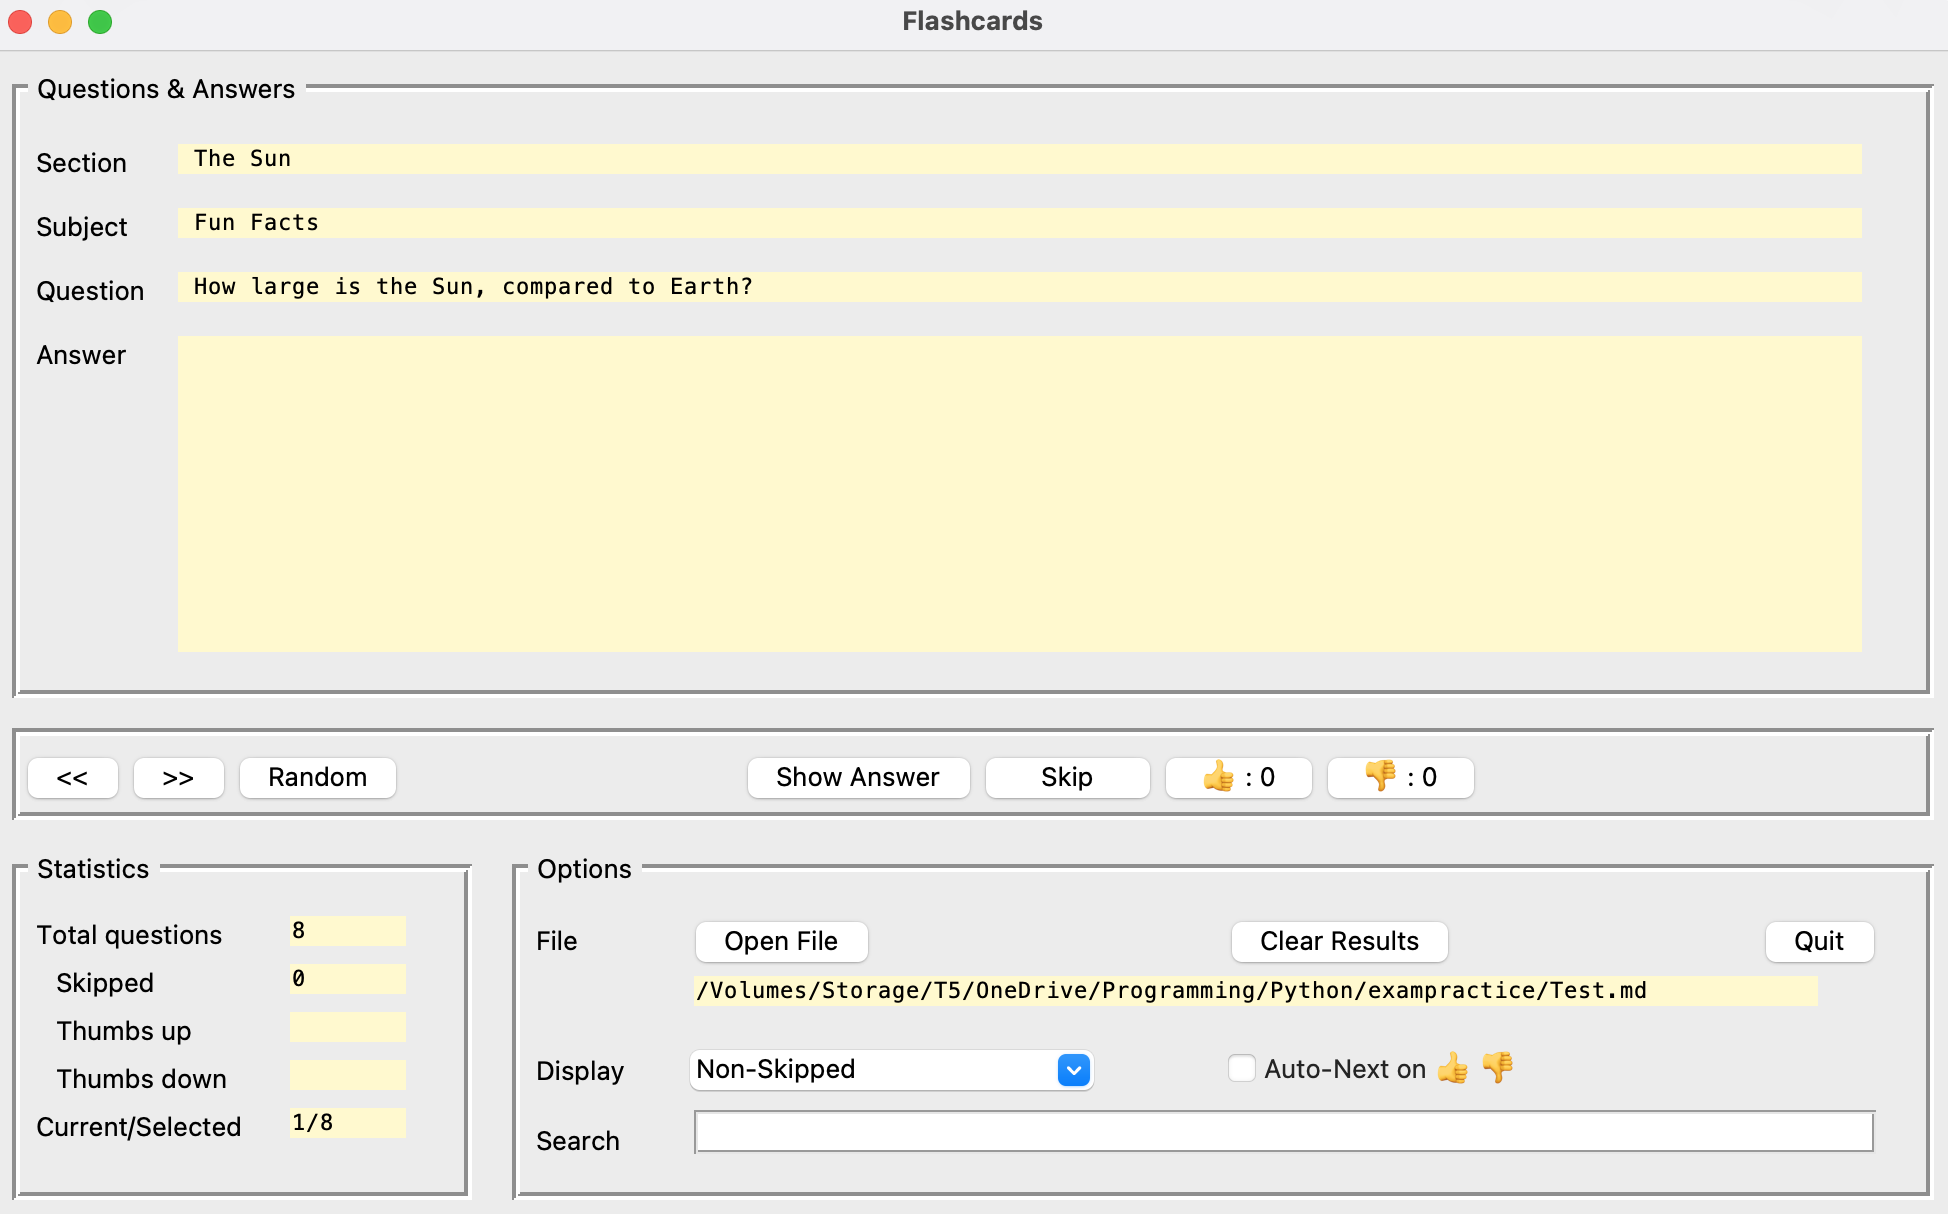 Flashcards
Questions & Answers
Section The Sun
Subject Fun Facts
Question How large is the Sun, compared to Earth?
Answer
<< >> Random Show Answer Skip 👍 : 0 👎 : 0
Statistics
Total questions 8
Skipped 0
Thumbs up
Thumbs down
Current/Selected 1/8
Options
File Open File Clear Results Quit
/Volumes/Storage/T5/OneDrive/Programming/Python/exampractice/Test.md
Display Non-Skipped Auto-Next on 👍 👎
Search